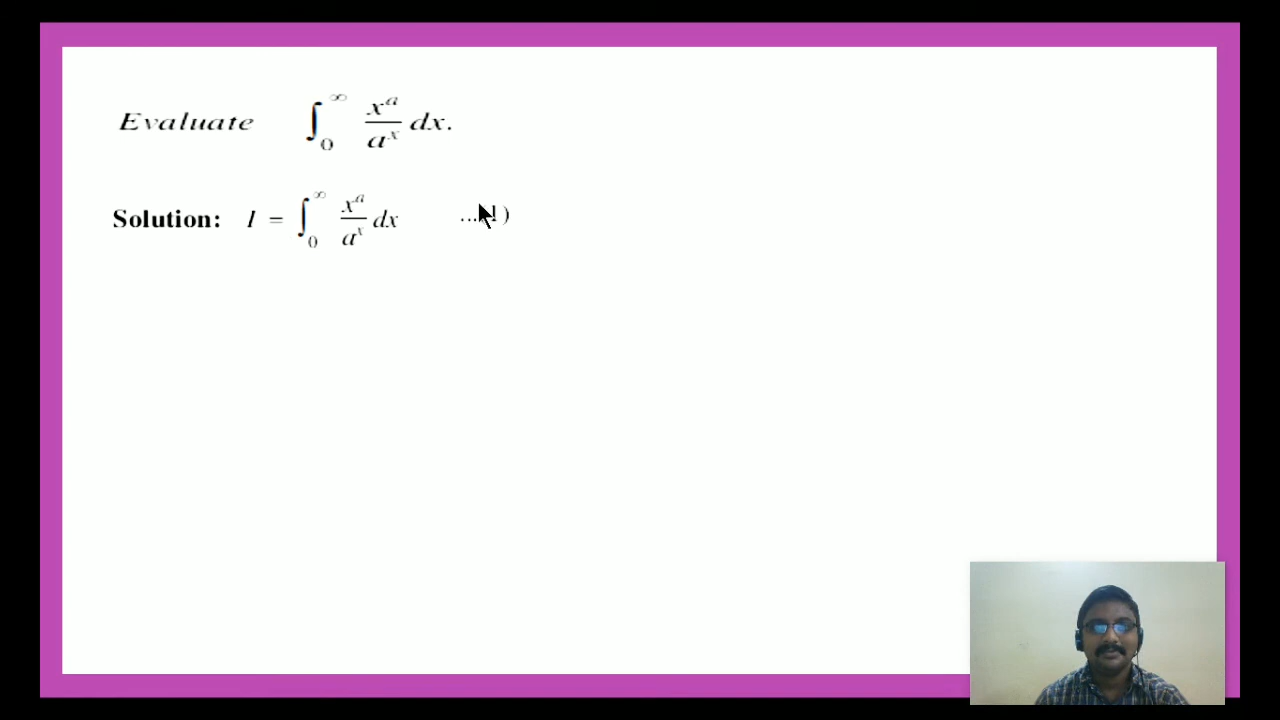 Evaluate ∫₀^∞ x^a / a^x dx.
Solution: I = ∫₀^∞ x^a / a^x dx ...1)